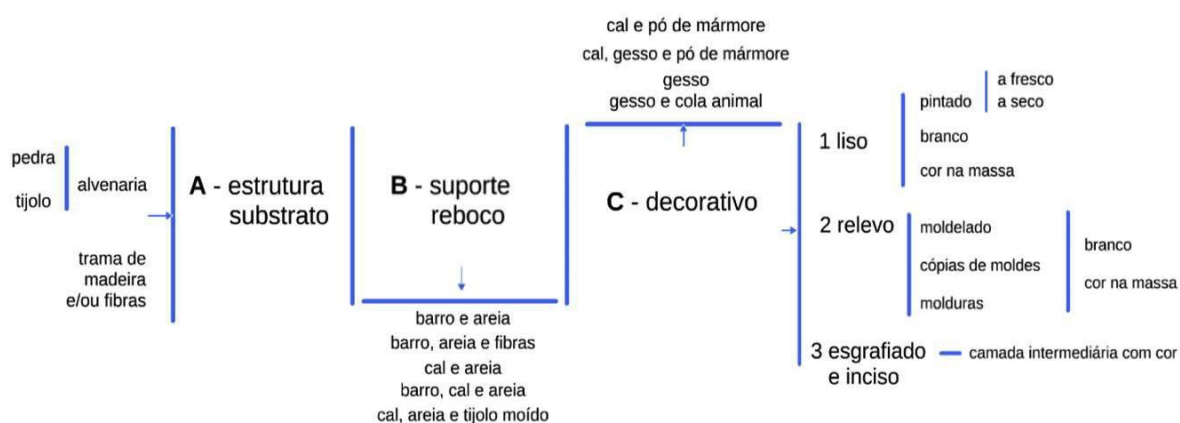 pedra
tijolo
alvenaria
trama de
madeira
e/ou fibras
A - estrutura
substrato
B - suporte
reboco
barro e areia
barro, areia e fibras
cal e areia
barro, cal e areia
cal, areia e tijolo moído
cal e pó de mármore
cal, gesso e pó de mármore
gesso
gesso e cola animal
C - decorativo
1 liso
pintado
a fresco
a seco
branco
cor na massa
2 relevo
moldelado
cópias de moldes
molduras
branco
cor na massa
3 esgrafiado
e inciso
camada intermediária com cor